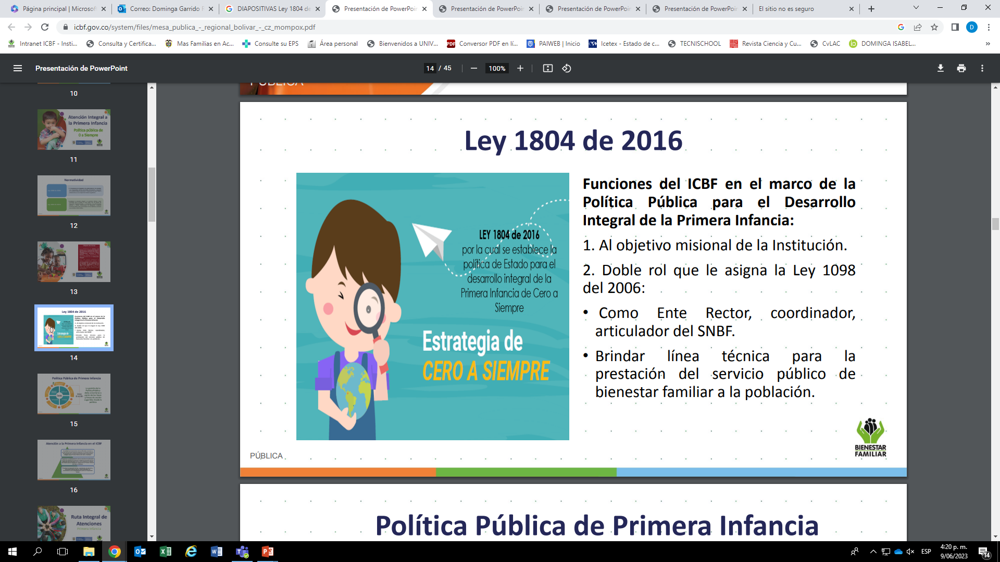 Página principal | Microsof
Correo: Dominga Garrido P
DIAPOSITIVAS Ley 1804 de
Presentación de PowerPoin
Presentación de PowerPoin
Presentación de PowerPoin
Presentación de PowerPoin
El sitio no es seguro
icbf.gov.co/system/files/mesa_publica_-_regional_bolivar_-_cz_mompox.pdf
D
Intranet ICBF - Insti...
Consulta y Certifica...
Mas Familias en Ac...
Consulte su EPS
Área personal
Bienvenidos a UNIV...
PDF
Conversor PDF en lí...
PAIWEB | Inicio
Icetex - Estado de c...
TECNISCHOOL
Revista Ciencia y Cu...
CvLAC
iD
DOMINGA ISABEL...
»
Presentación de PowerPoint
14 / 45
100%
10
Atención Integral a
la Primera Infancia
Política pública de
0 a Siempre
11
Normatividad
12
13
Ley 1804 de 2016
14
Política Pública de Primera Infancia
15
Atención a la Primera Infancia en el ICBF
16
Ruta Integral de
Atenciones
Primera Infancia
PÚBLICA
Ley 1804 de 2016
LEY 1804 de 2016
por la cual se establece la
política de Estado para el
desarrollo integral de la
Primera Infancia de Cero a
Siempre
Estrategia de
CERO A SIEMPRE
Funciones del ICBF en el marco de la
Política Pública para el Desarrollo
Integral de la Primera Infancia:
1. Al objetivo misional de la Institución.
2. Doble rol que le asigna la Ley 1098
del 2006:
• Como Ente Rector, coordinador,
articulador del SNBF.
• Brindar línea técnica para la
prestación del servicio público de
bienestar familiar a la población.
BIENESTAR
FAMILIAR
PÚBLICA
Política Pública de Primera Infancia
ESP
4:20 p. m.
9/06/2023
14